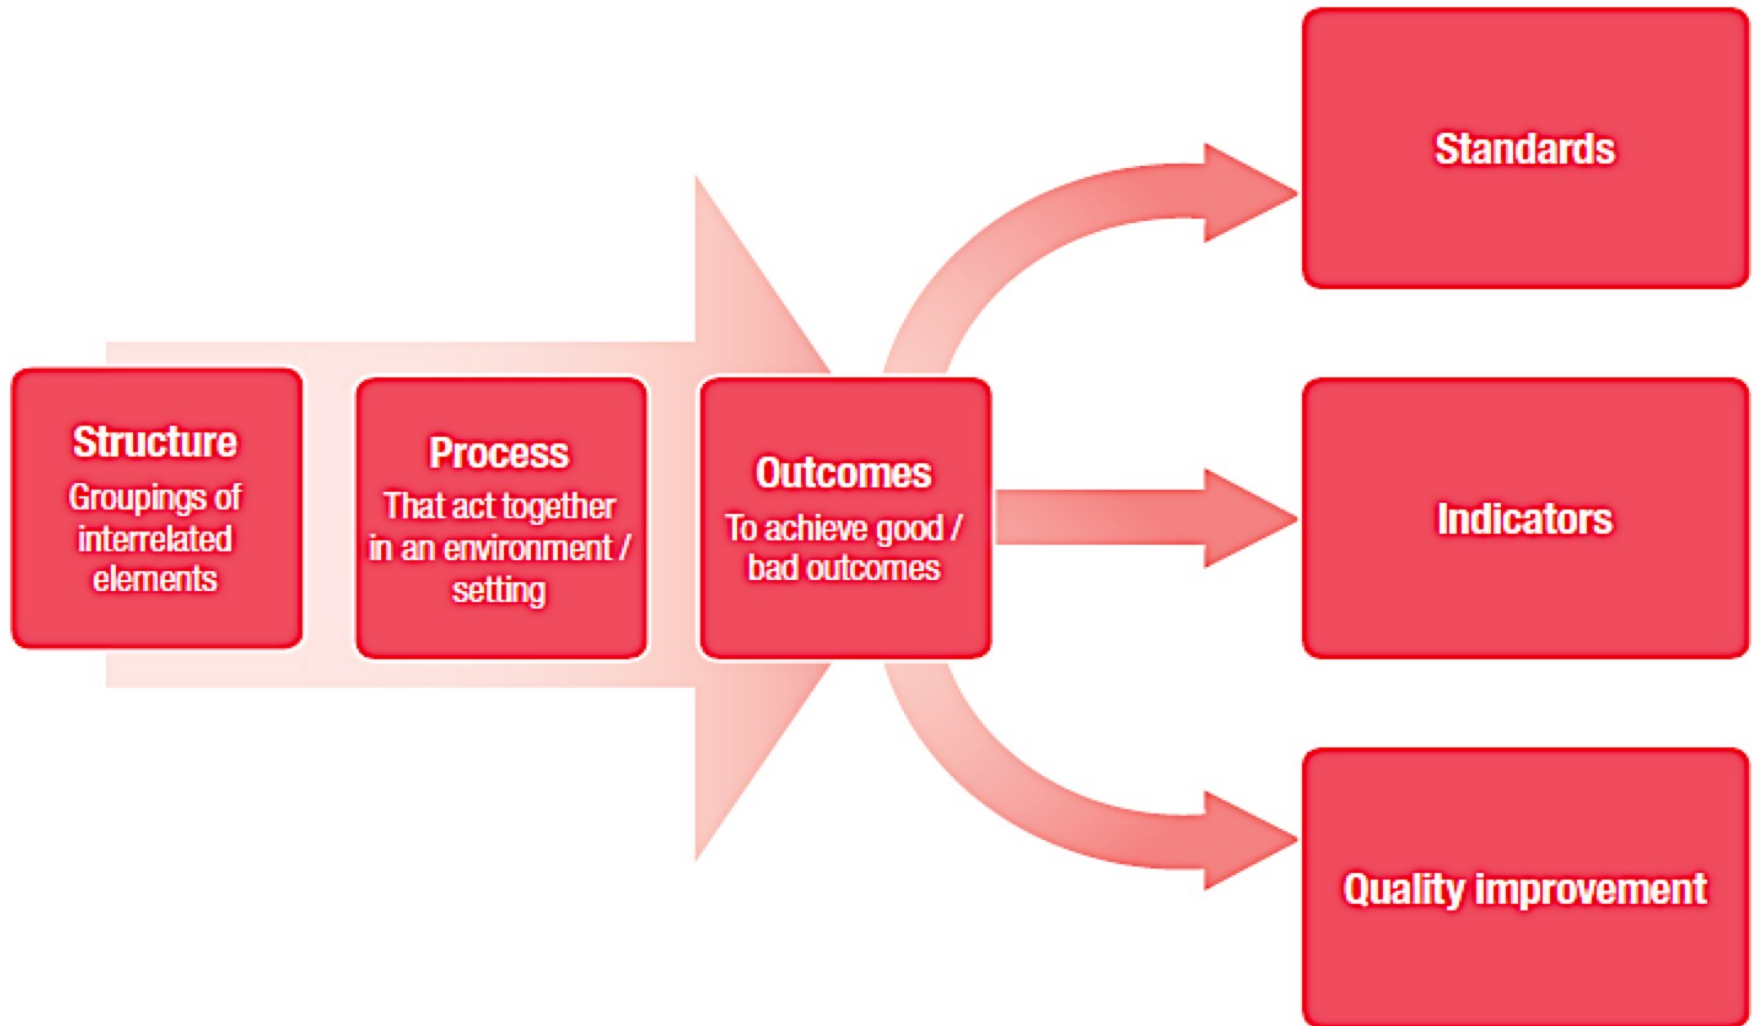 Structure
Groupings of
interrelated
elements
Process
That act together
in an environment /
setting
Outcomes
To achieve good /
bad outcomes
Standards
Indicators
Quality improvement